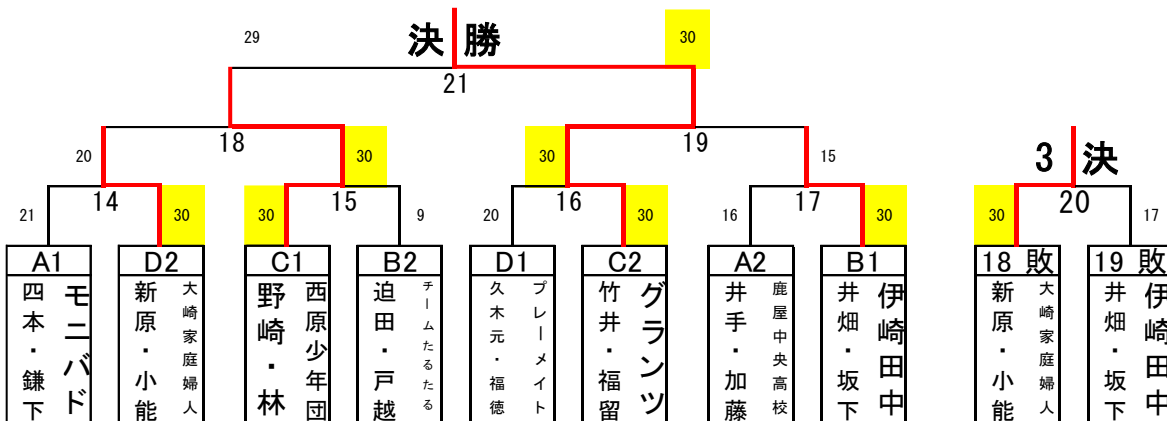 29
決勝
30
21
20
18
30
30
19
15
3決
21
14
30
30
15
9
20
16
30
16
17
30
30
20
17
A1
D2
C1
B2
D1
C2
A2
B1
18 敗
19 敗
モニバド
四本・鎌下
大崎家庭婦人
新原・小能
西原少年団
野崎・林
チームたるたる
迫田・戸越
プレーメイト
久木元・福徳
グランツ
竹井・福留
鹿屋中央高校
井手・加藤
伊崎田中
井畑・坂下
大崎家庭婦人
新原・小能
伊崎田中
井畑・坂下